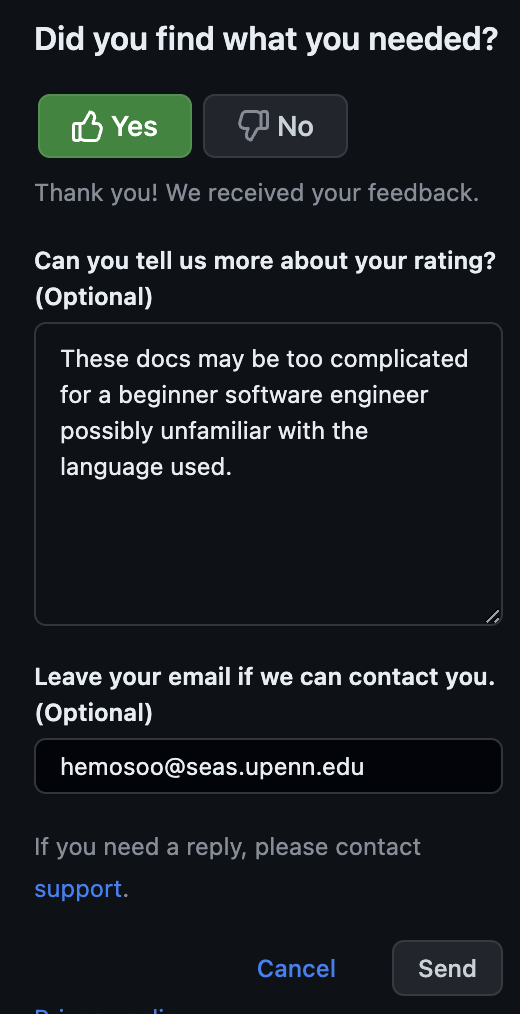 Did you find what you needed?
Yes
No
Thank you! We received your feedback.
Can you tell us more about your rating?
(Optional)
These docs may be too complicated
for a beginner software engineer
possibly unfamiliar with the
language used.
Leave your email if we can contact you.
(Optional)
hemosoo@seas.upenn.edu
If you need a reply, please contact
support.
Cancel
Send